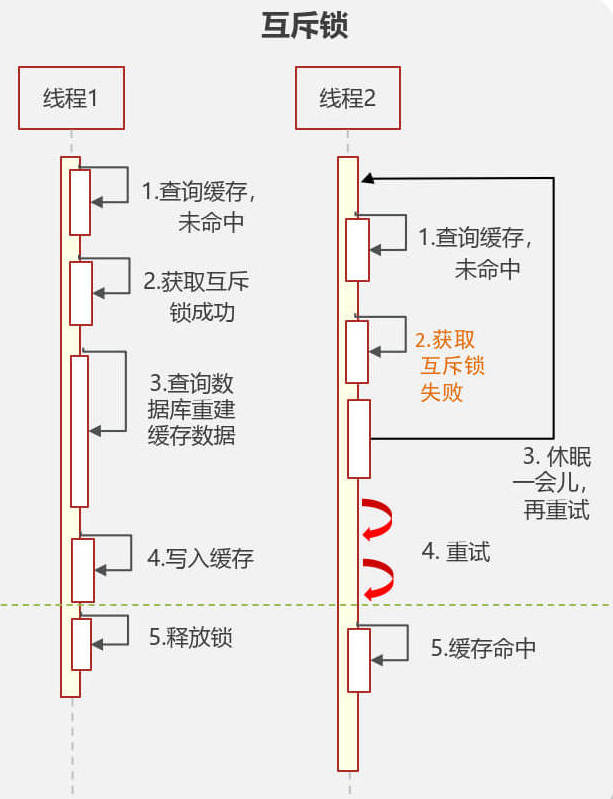 互斥锁
线程1
线程2
1.查询缓存，
未命中
2.获取互斥
锁成功
3.查询数
据库重建
缓存数据
4.写入缓存
5.释放锁
1.查询缓存，
未命中
2.获取
互斥锁
失败
3. 休眠
一会儿，
再重试
4. 重试
5.缓存命中